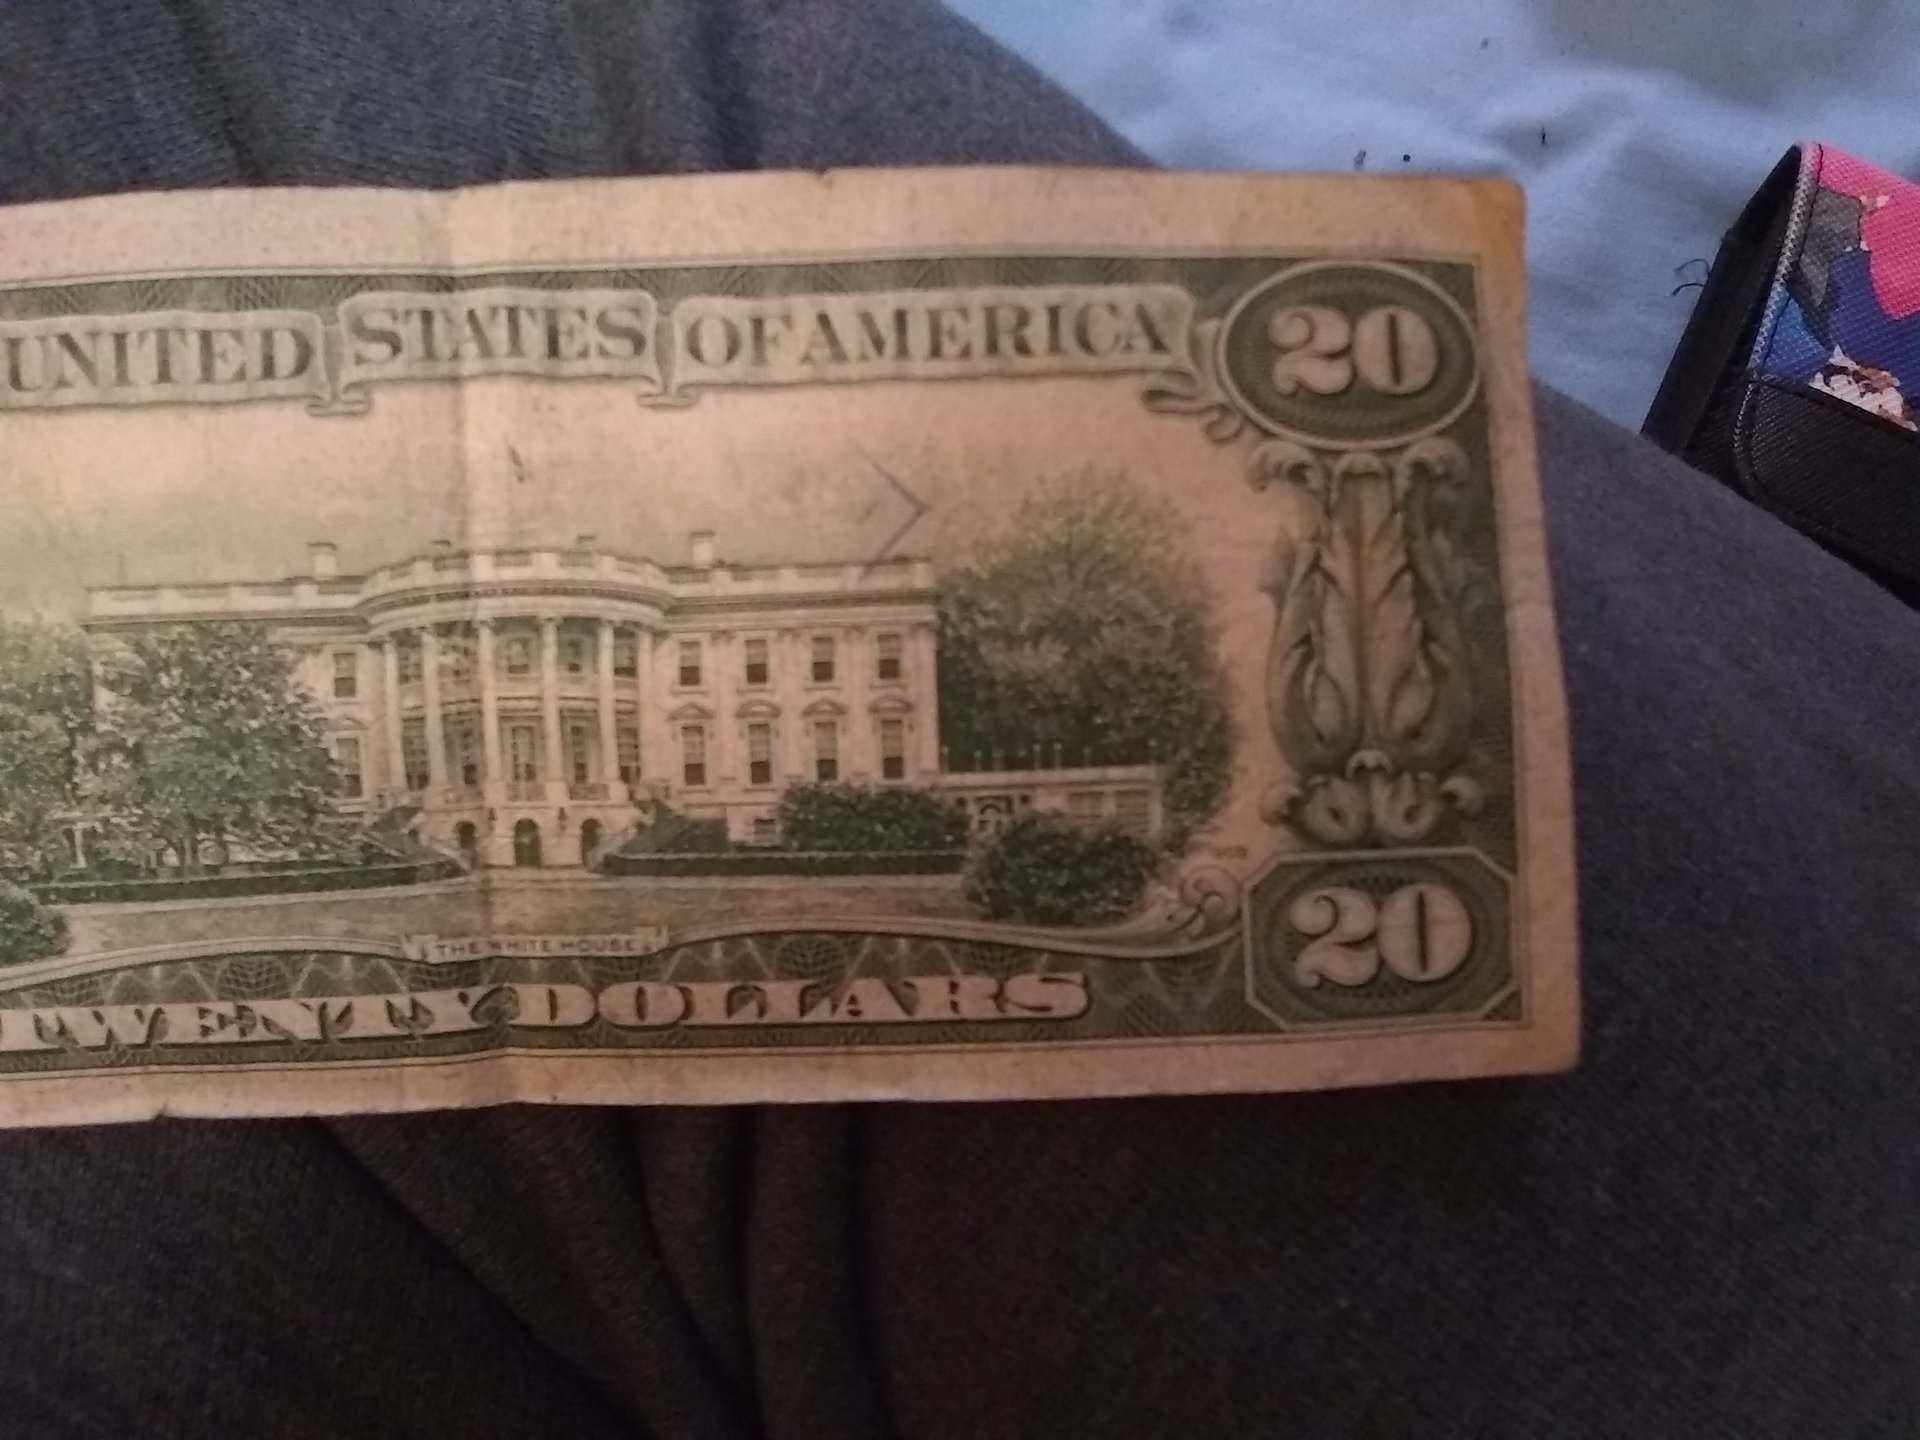 UNITED STATES OF AMERICA
20
THE WHITE HOUSE
TWENTY DOLLARS
20